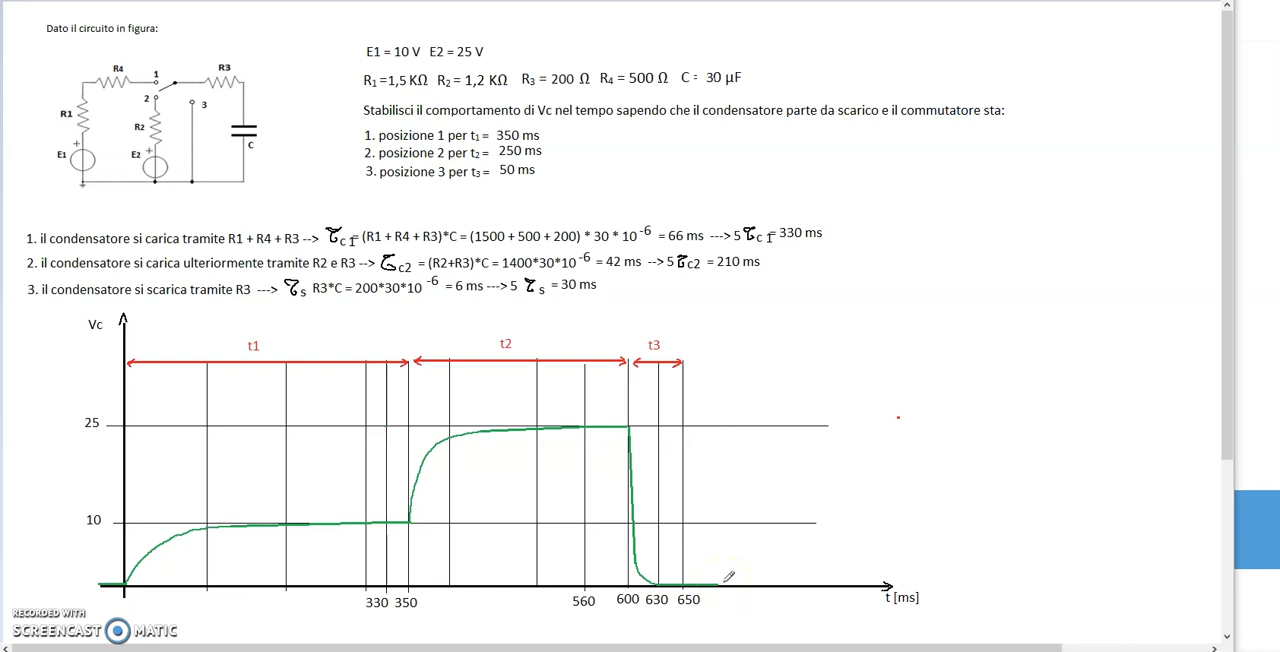 Dato il circuito in figura:
E1 = 10 V E2 = 25 V
R1 =1,5 KΩ R2 = 1,2 KΩ R3 = 200 Ω R4 = 500 Ω C = 30 µF
Stabilisci il comportamento di Vc nel tempo sapendo che il condensatore parte da scarico e il commutatore sta:
1. posizione 1 per t1 = 350 ms
2. posizione 2 per t2 = 250 ms
3. posizione 3 per t3 = 50 ms
R4
1
R3
2
3
R1
R2
+
+
E1
E2
C
1. il condensatore si carica tramite R1 + R4 + R3 --> τc1 = (R1 + R4 + R3)*C = (1500 + 500 + 200) * 30 * 10-6 = 66 ms ---> 5 τc1 = 330 ms
2. il condensatore si carica ulteriormente tramite R2 e R3 --> τc2 = (R2+R3)*C = 1400*30*10-6 = 42 ms --> 5 τc2 = 210 ms
3. il condensatore si scarica tramite R3 ---> τs R3*C = 200*30*10-6 = 6 ms ---> 5 τs = 30 ms
Vc
t1
t2
t3
25
10
330 350 560 600 630 650
t [ms]
RECORDED WITH
SCREENCAST MATIC